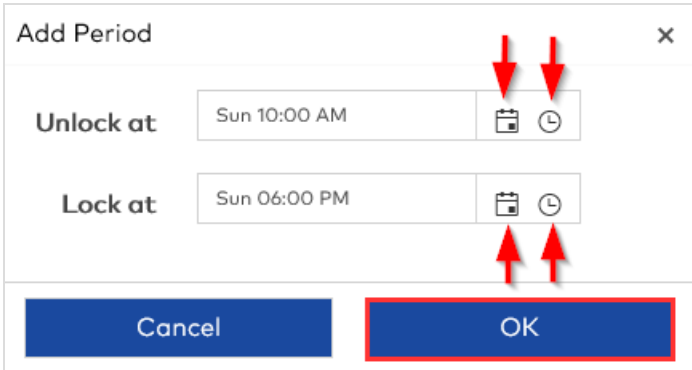 Add Period
Unlock at Sun 10:00 AM
Lock at Sun 06:00 PM
Cancel OK